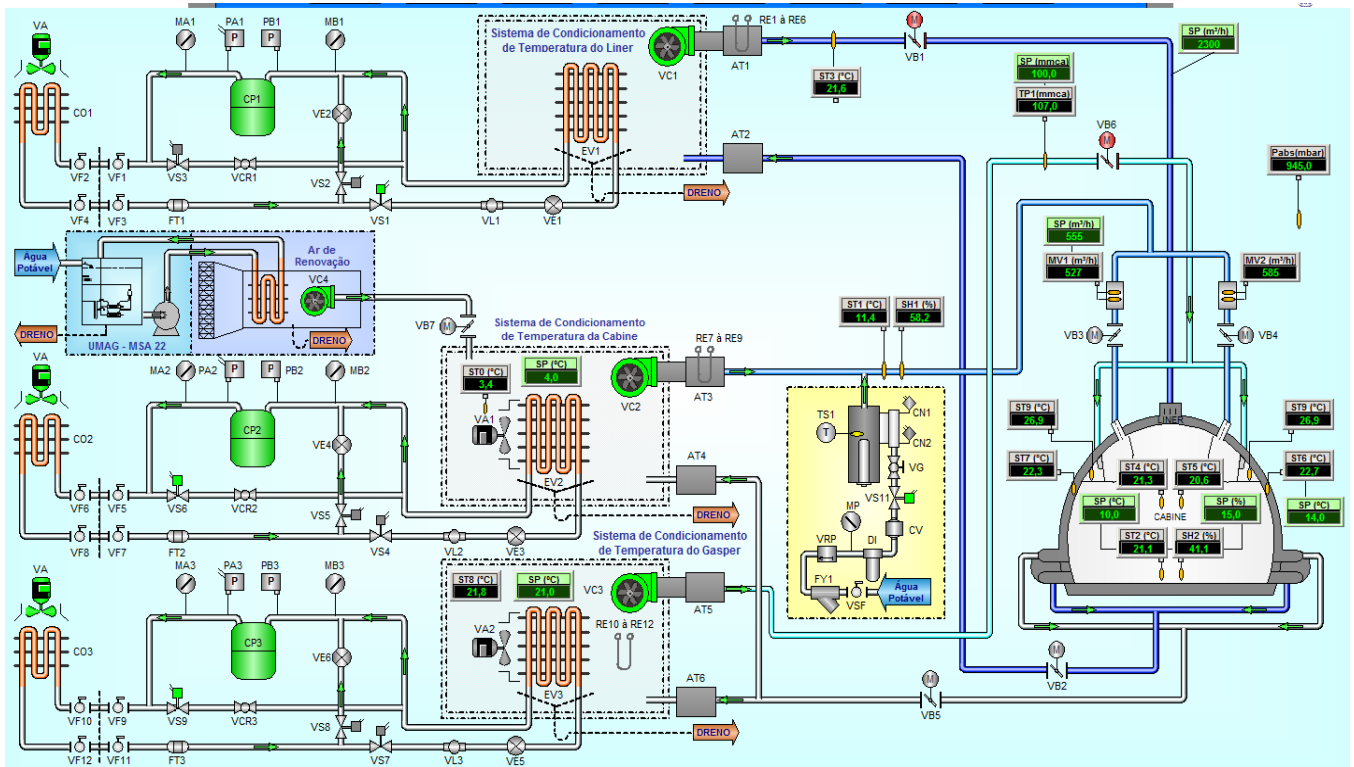 MA1
PA1
PB1
MB1
Sistema de Condicionamento
de Temperatura do Liner
VC1
RE1 à RE6
AT1
M
VB1
SP (m³/h)
2300
VA
P
P
ST3 (°C)
21,6
SP (mmca)
100,0
TP1(mmca)
107,0
CO1
CP1
VE2
EV1
AT2
VB6
M
Pabs(mbar)
945,0
VF2
VF1
VS3
VCR1
VS2
DRENO
VF4
VF3
FT1
VS1
VL1
VE1
SP (m³/h)
555
MV1 (m³/h)
527
MV2 (m³/h)
585
Água
Potável
Ar de
Renovação
VC4
DRENO
UMAG - MSA 22
DRENO
VB7
M
Sistema de Condicionamento
de Temperatura da Cabine
ST1 (°C)
11,4
SH1 (%)
58,2
VB3
M
M
VB4
RE7 à RE9
VA
MA2
PA2
PB2
MB2
P
P
ST0 (°C)
3,4
SP (°C)
4,0
VC2
AT3
VA1
CO2
CP2
VE4
EV2
AT4
TS1
T
CN1
CN2
VG
VS11
MP
CV
VRP
DI
FY1
VSF
Água
Potável
LINER
ST9 (°C)
26,9
ST9 (°C)
26,9
ST7 (°C)
22,3
ST4 (°C)
21,3
ST5 (°C)
20,6
ST6 (°C)
22,7
SP (°C)
10,0
CABINE
SP (%)
15,0
SP (°C)
14,0
ST2 (°C)
21,1
SH2 (%)
41,1
VF6
VF5
VS6
VCR2
VS5
DRENO
VF8
VF7
FT2
VS4
VL2
VE3
Sistema de Condicionamento
de Temperatura do Gasper
VA
MA3
PA3
PB3
MB3
P
P
ST8 (°C)
21,8
SP (°C)
21,0
VC3
AT5
RE10 à RE12
VA2
CO3
CP3
VE6
EV3
AT6
M
VB5
M
VB2
VF10
VF9
VS9
VCR3
VS8
DRENO
VF12
VF11
FT3
VS7
VL3
VE5